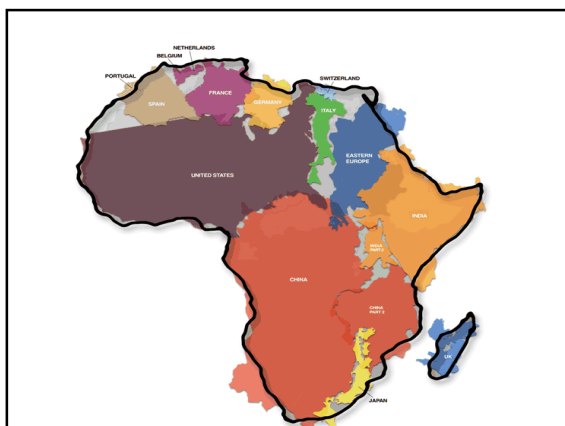 NETHERLANDS
BELGIUM
PORTUGAL
SWITZERLAND
SPAIN
FRANCE
GERMANY
ITALY
EASTERN
EUROPE
UNITED STATES
INDIA
INDIA
PART 2
CHINA
CHINA
PART 2
UK
JAPAN